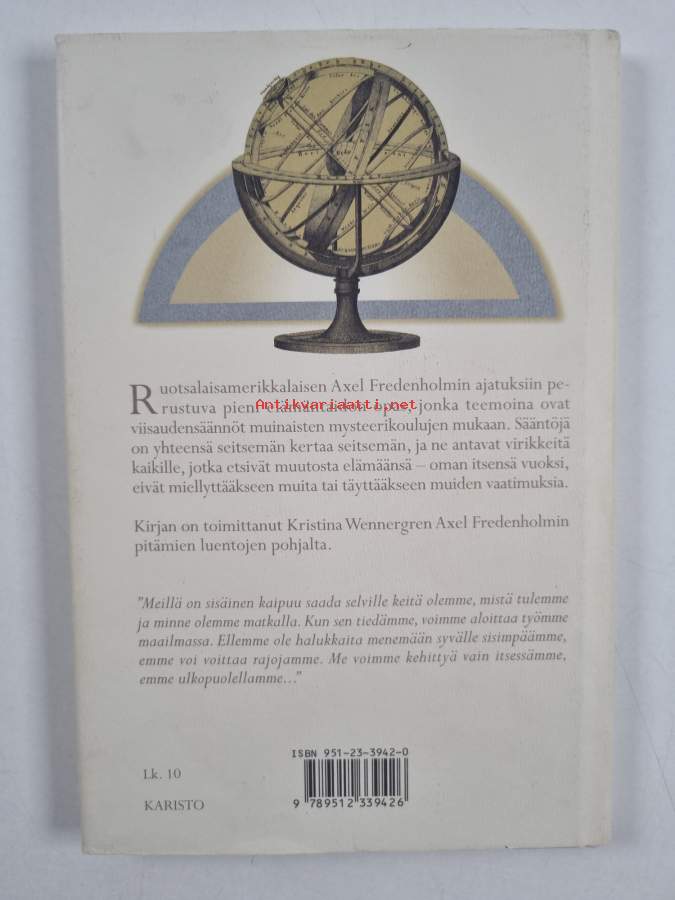 Ruotsalaisamerikkalaisen Axel Fredenholmin ajatuksiin pe-
rustuva pieni elämäntaidon opas, jonka teemoina ovat
Antikvariaatti.net
viisaudensäännöt muinaisten mysteerikoulujen mukaan. Sääntöjä
on yhteensä seitsemän kertaa seitsemän, ja ne antavat virikkeitä
kaikille, jotka etsivät muutosta elämäänsä – oman itsensä vuoksi,
eivät miellyttääkseen muita tai täyttääkseen muiden vaatimuksia.
Kirjan on toimittanut Kristina Wennergren Axel Fredenholmin
pitämien luentojen pohjalta.
"Meillä on sisäinen kaipuu saada selville keitä olemme, mistä tulemme
ja minne olemme matkalla. Kun sen tiedämme, voimme aloittaa työmme
maailmassa. Ellemme ole halukkaita menemään syvälle sisimpäämme,
emme voi voittaa rajojamme. Me voimme kehittyä vain itsessämme,
emme ulkopuolellamme..."
ISBN 951-23-3942-0
Lk. 10
KARISTO
9 789512 339426